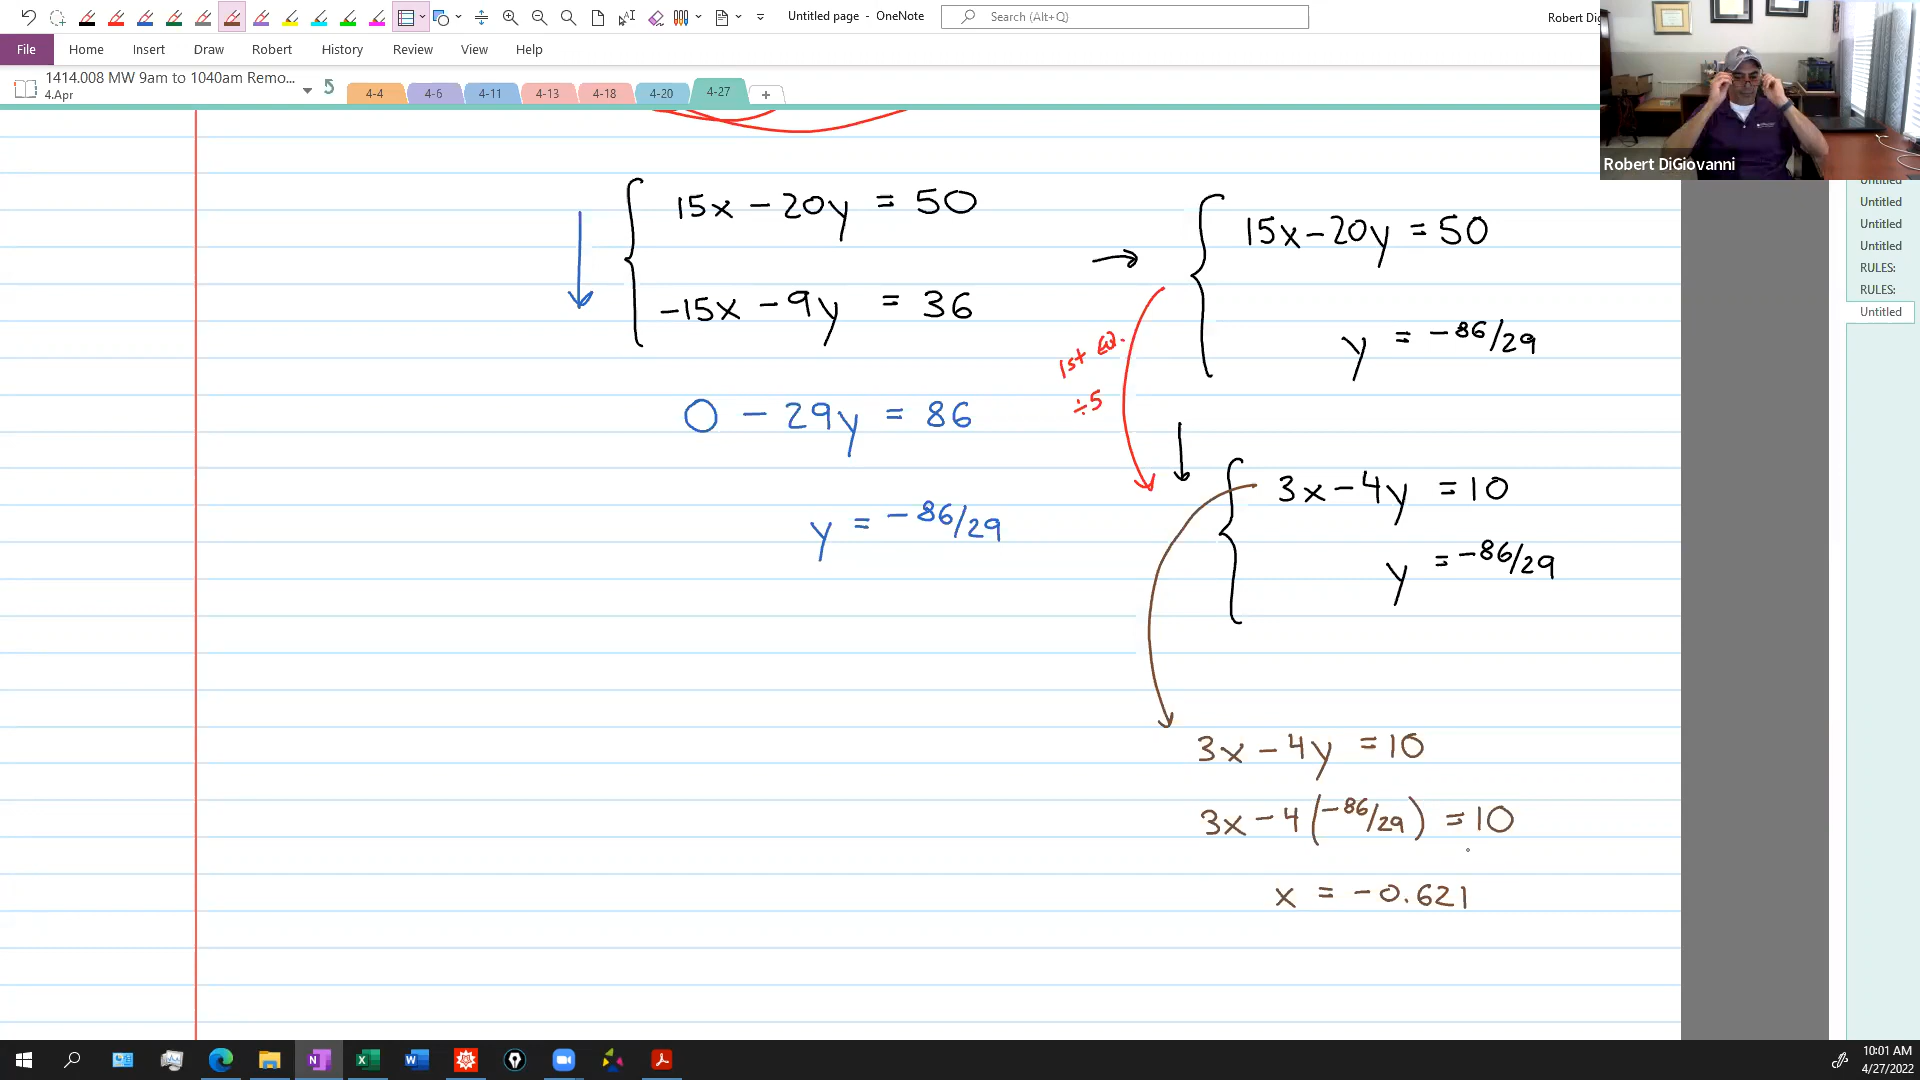 Untitled page - OneNote
Search (Alt+Q)
File Home Insert Draw Robert History Review View Help
1414.008 MW 9am to 1040am Remo...
4.Apr
4-4 4-6 4-11 4-13 4-18 4-20 4-27
Robert DiGiovanni
Untitled
Untitled
Untitled
RULES:
RULES:
Untitled
15x - 20y = 50
-15x - 9y = 36
0 - 29y = 86
y = -86/29
→
15x - 20y = 50
y = -86/29
1st EQ.
÷5
3x - 4y = 10
y = -86/29
3x - 4y = 10
3x - 4(-86/29) = 10
x = -0.621
10:01 AM
4/27/2022